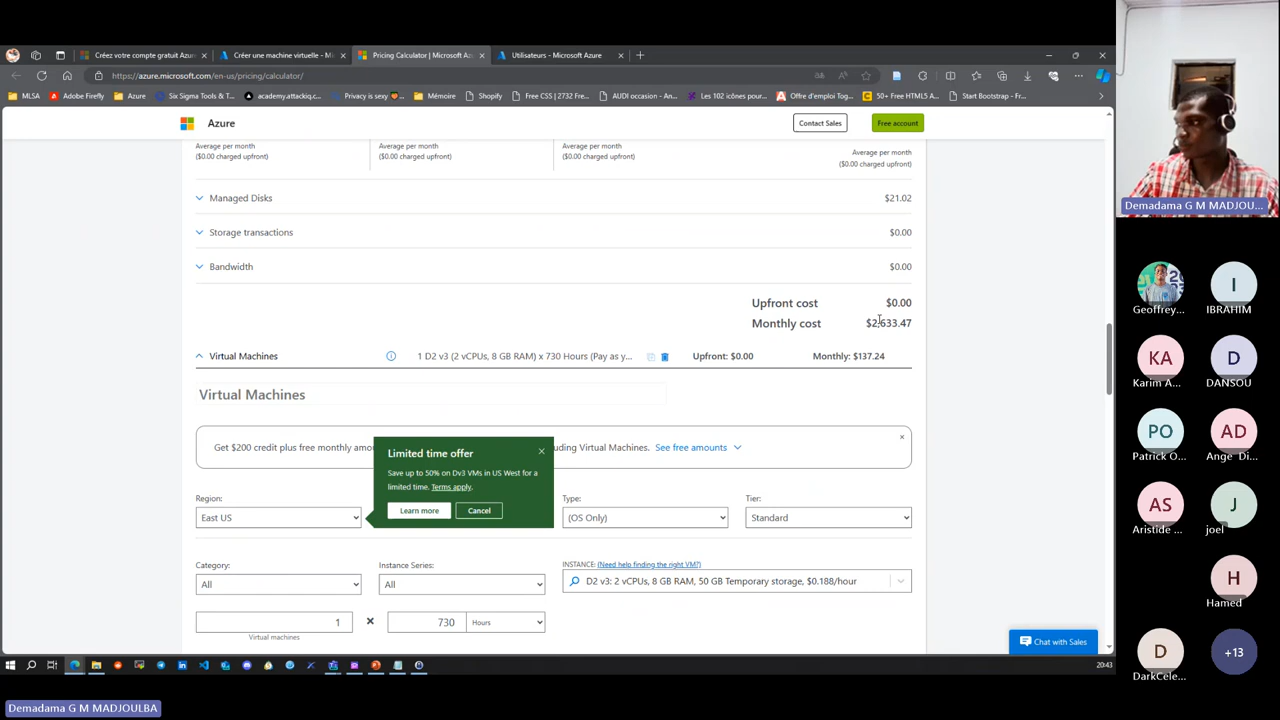 Créez votre compte gratuit Azur
Créer une machine virtuelle - Mi
Pricing Calculator | Microsoft Az
Utilisateurs - Microsoft Azure
https://azure.microsoft.com/en-us/pricing/calculator/
MLSA
Adobe Firefly
Azure
Six Sigma Tools & T...
academy.attackiq.c...
Privacy is sexy
Mémoire
Shopify
Free CSS | 2732 Fre...
AUDI occasion - An...
Les 102 icônes pour...
Offre d'emploi Tog...
50+ Free HTML5 A...
Start Bootstrap - Fr...
Azure
Contact Sales
Free account
Average per month
($0.00 charged upfront)
Average per month
($0.00 charged upfront)
Average per month
($0.00 charged upfront)
Average per month
($0.00 charged upfront)
Managed Disks
$21.02
Storage transactions
$0.00
Bandwidth
$0.00
Upfront cost
$0.00
Monthly cost
$2,633.47
Virtual Machines
1 D2 v3 (2 vCPUs, 8 GB RAM) x 730 Hours (Pay as y...
Upfront: $0.00
Monthly: $137.24
Virtual Machines
Get $200 credit plus free monthly amou
uding Virtual Machines. See free amounts
Limited time offer
Save up to 50% on Dv3 VMs in US West for a
limited time. Terms apply.
Learn more
Cancel
Region:
East US
Type:
(OS Only)
Tier:
Standard
Category:
All
Instance Series:
All
INSTANCE: (Need help finding the right VM?)
D2 v3: 2 vCPUs, 8 GB RAM, 50 GB Temporary storage, $0.188/hour
1
730
Hours
Virtual machines
Chat with Sales
20:43
Demadama G M MADJOU...
Geoffrey...
I
IBRAHIM
KA
Karim A...
D
DANSOU
PO
Patrick O...
AD
Ange Di...
AS
Aristide ...
J
joel
H
Hamed
D
DarkCele...
+13
Demadama G M MADJOULBA